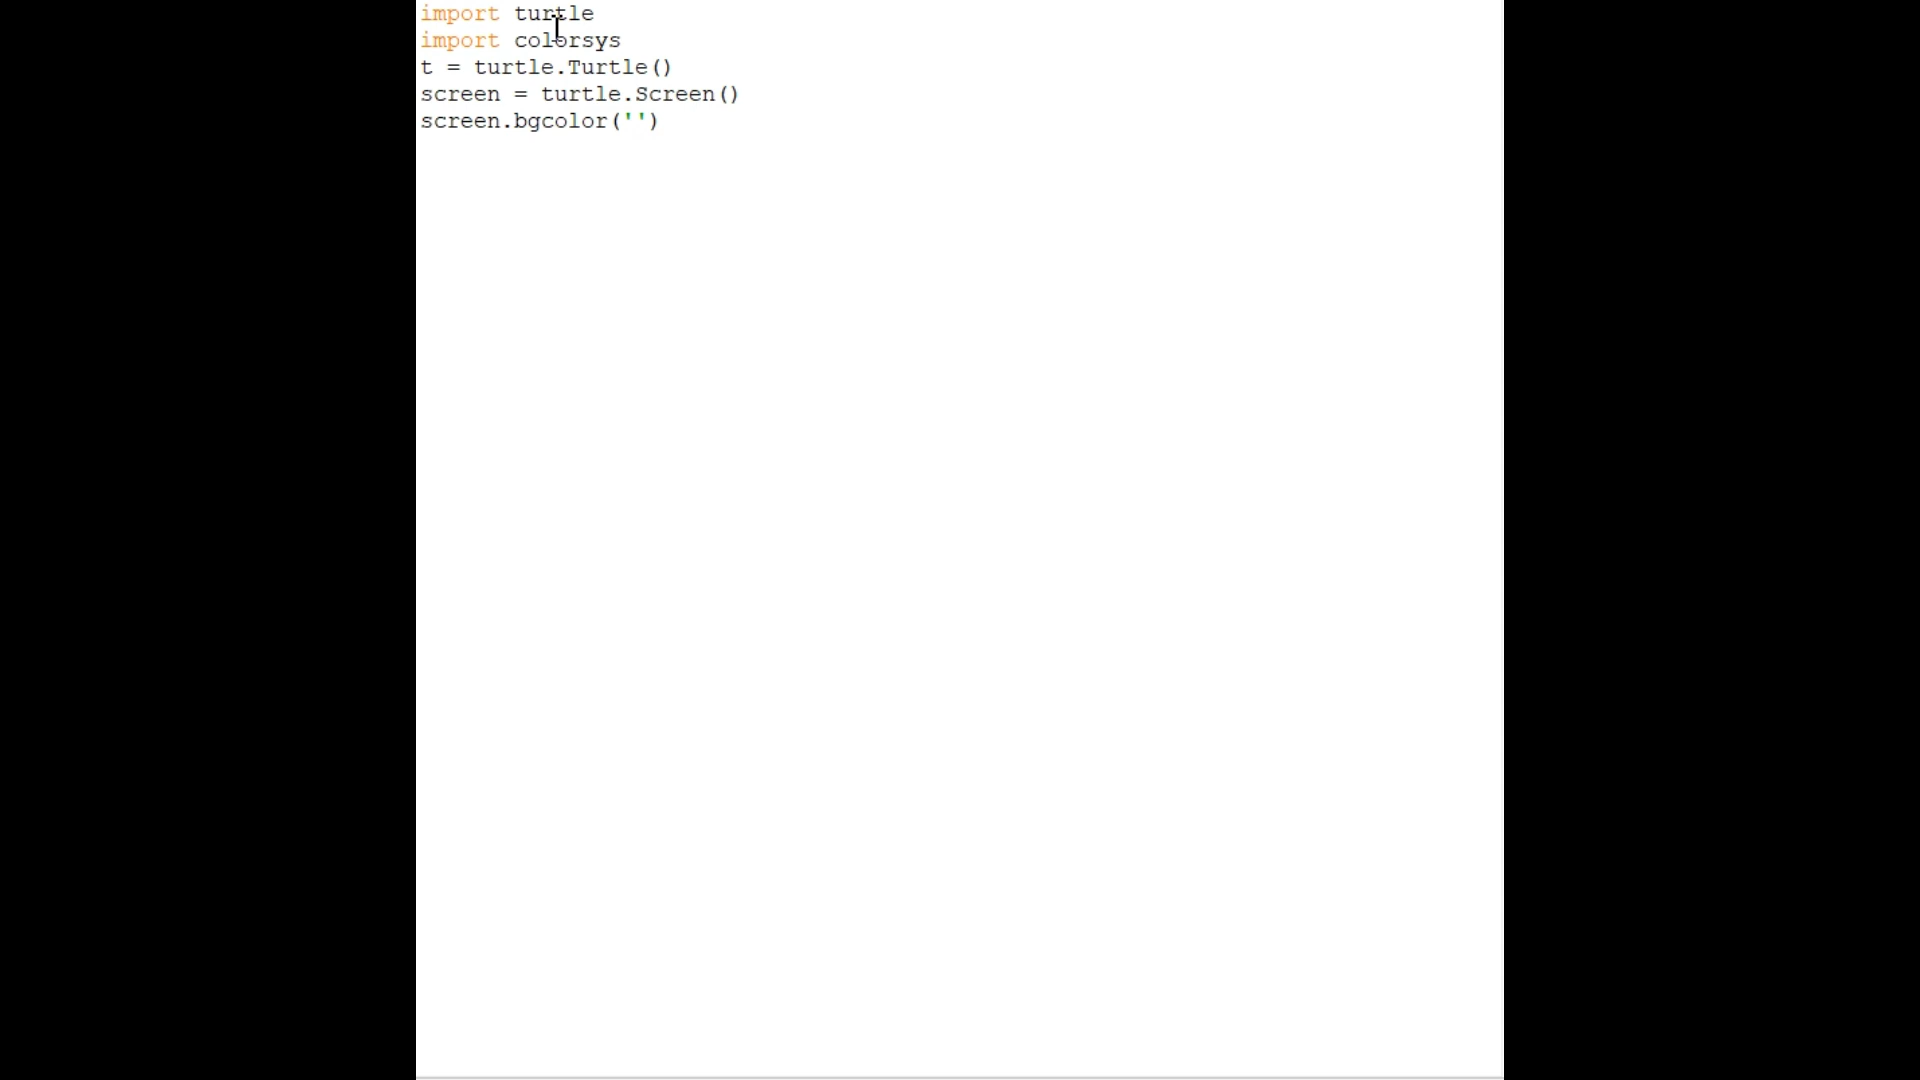 import turtle
import colorsys
t = turtle.Turtle()
screen = turtle.Screen()
screen.bgcolor('')